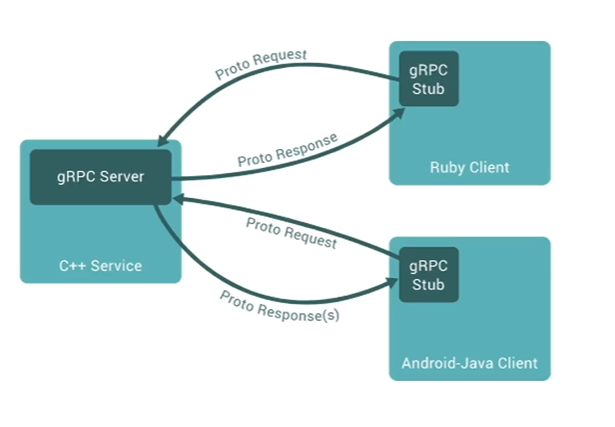 Proto Request
gRPC
Stub
Proto Response
Ruby Client
gRPC Server
C++ Service
Proto Request
gRPC
Stub
Proto Response(s)
Android-Java Client